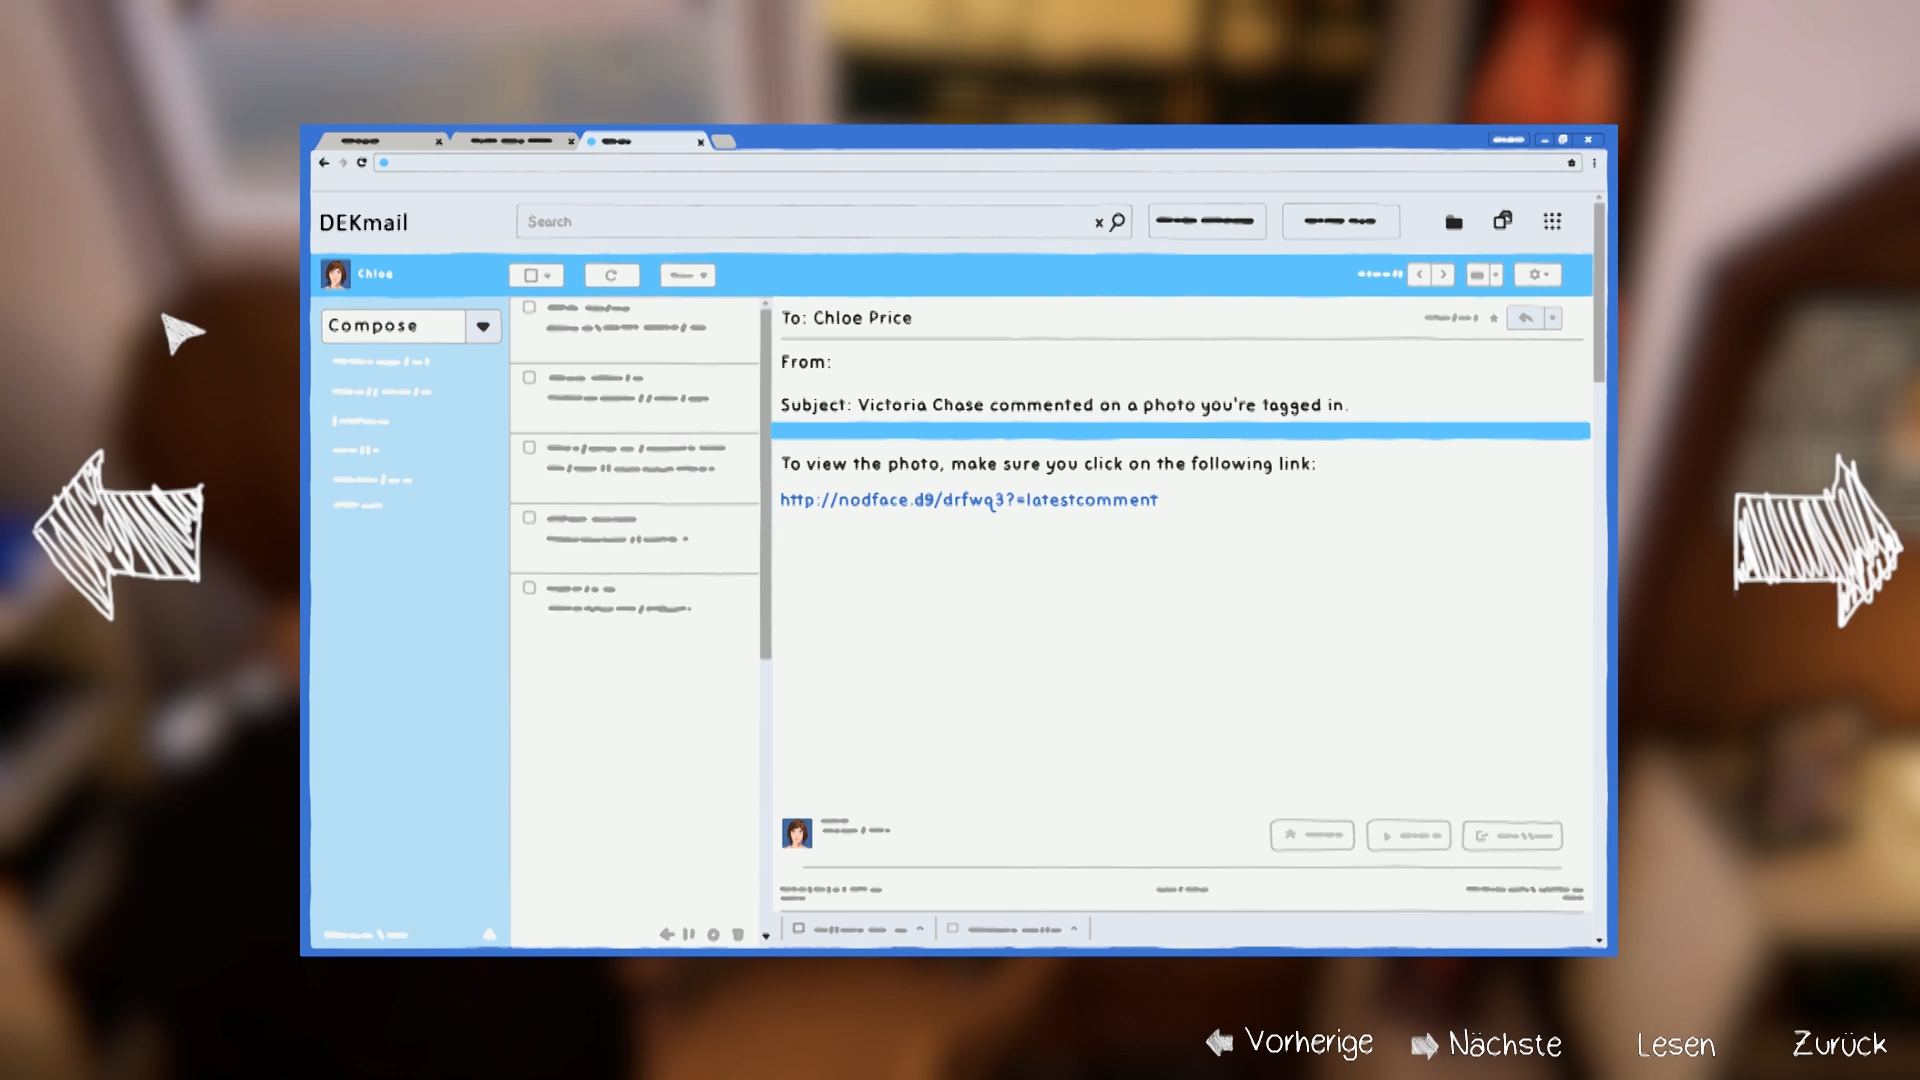 DEKmail
Search
Chloe
Compose
To: Chloe Price
From:
Subject: Victoria Chase commented on a photo you're tagged in.
To view the photo, make sure you click on the following link:
http://nodface.d9/drfwq3?=latestcomment
Vorherige
Nächste
Lesen
Zurück